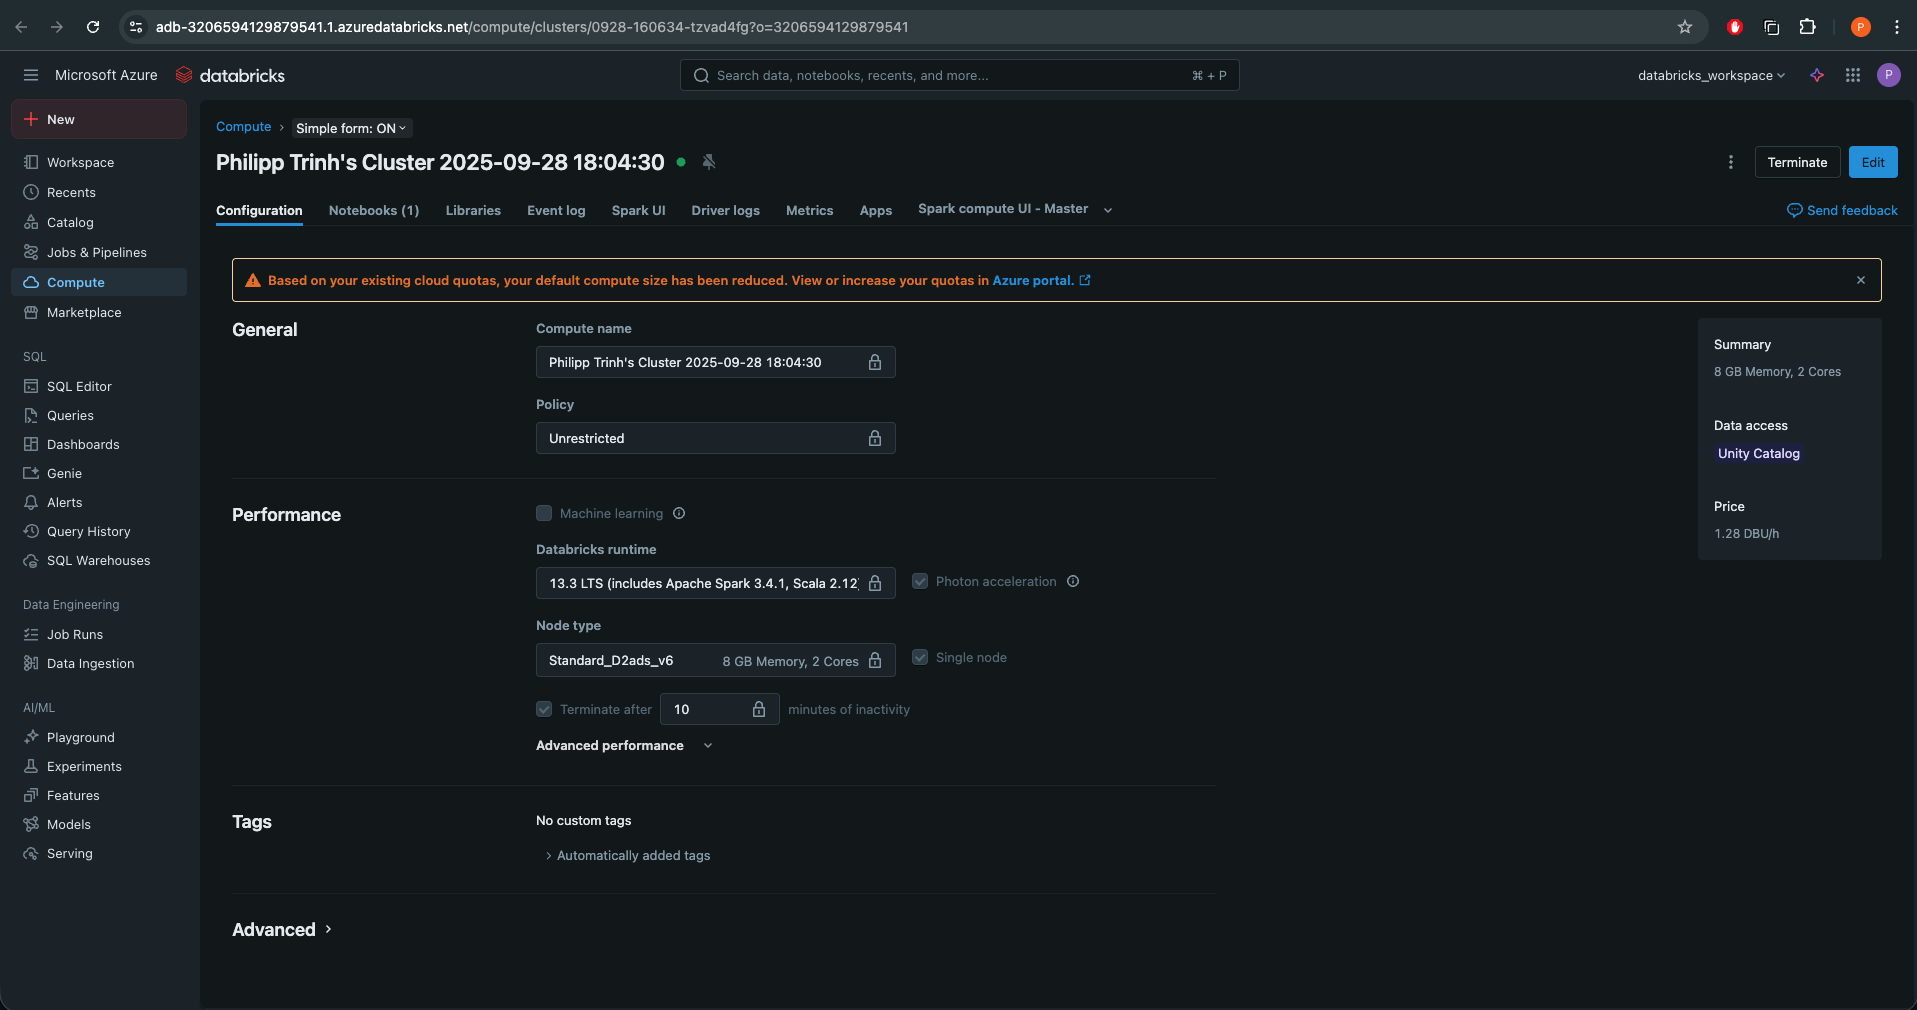 adb-3206594129879541.1.azuredatabricks.net/compute/clusters/0928-160634-tzvad4fg?o=3206594129879541
P
Microsoft Azure databricks
Search data, notebooks, recents, and more... ⌘ + P
databricks_workspace
P
New
Workspace
Recents
Catalog
Jobs & Pipelines
Compute
Marketplace
SQL
SQL Editor
Queries
Dashboards
Genie
Alerts
Query History
SQL Warehouses
Data Engineering
Job Runs
Data Ingestion
AI/ML
Playground
Experiments
Features
Models
Serving
Compute › Simple form: ON
Philipp Trinh's Cluster 2025-09-28 18:04:30
Terminate
Edit
Configuration Notebooks (1) Libraries Event log Spark UI Driver logs Metrics Apps Spark compute UI - Master
Send feedback
Based on your existing cloud quotas, your default compute size has been reduced. View or increase your quotas in Azure portal.
General
Compute name
Philipp Trinh's Cluster 2025-09-28 18:04:30
Policy
Unrestricted
Performance
Machine learning
Databricks runtime
13.3 LTS (includes Apache Spark 3.4.1, Scala 2.12)
Photon acceleration
Node type
Standard_D2ads_v6 8 GB Memory, 2 Cores
Single node
Terminate after 10 minutes of inactivity
Advanced performance
Tags
No custom tags
Automatically added tags
Advanced
Summary
8 GB Memory, 2 Cores
Data access
Unity Catalog
Price
1.28 DBU/h